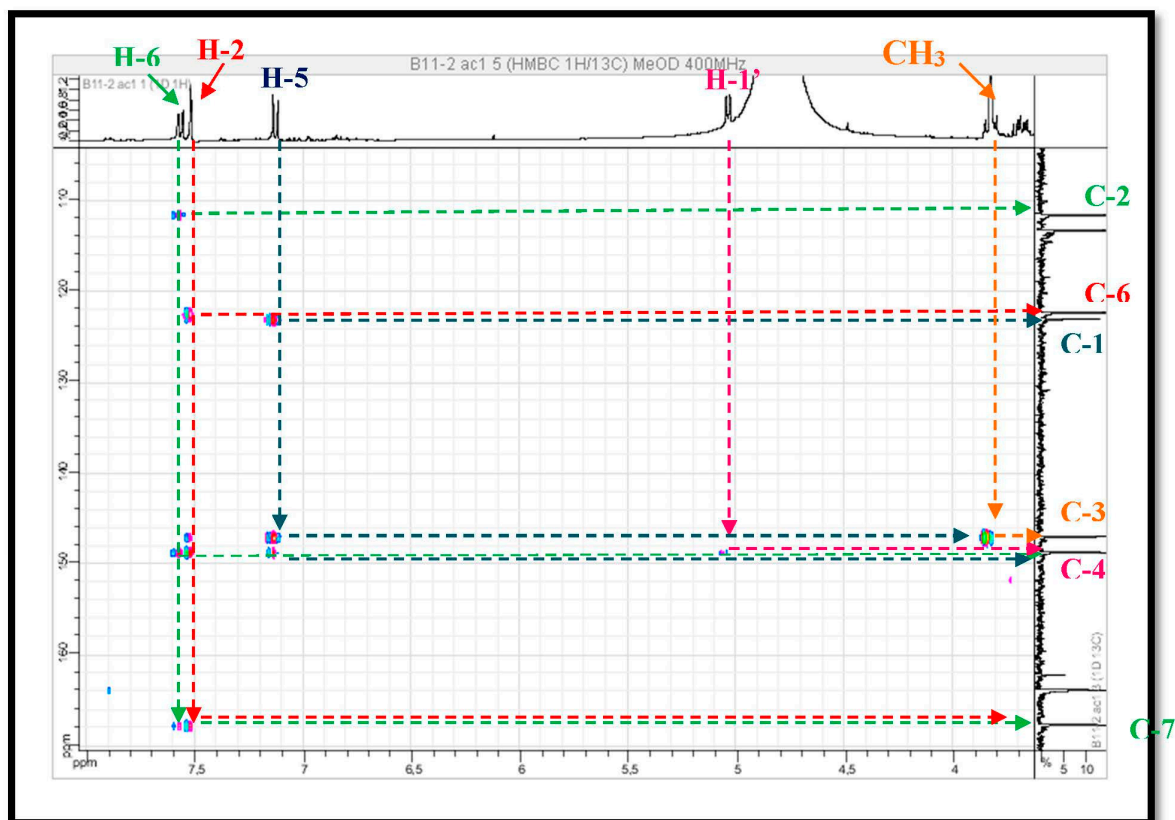 H-6
H-2
H-5
H-1’
CH₃
B11-2 ac1 5 (HMBC 1H/13C) MeOD 400MHz
B11-2 ac1 1 (1D 1H)
C-2
C-6
C-1
C-3
C-4
C-7
110
120
130
140
150
160
ppm
ppm
7,5
7
6,5
6
5,5
5
4,5
4
% 5 10
B11-2 ac1 3 (1D 13C)